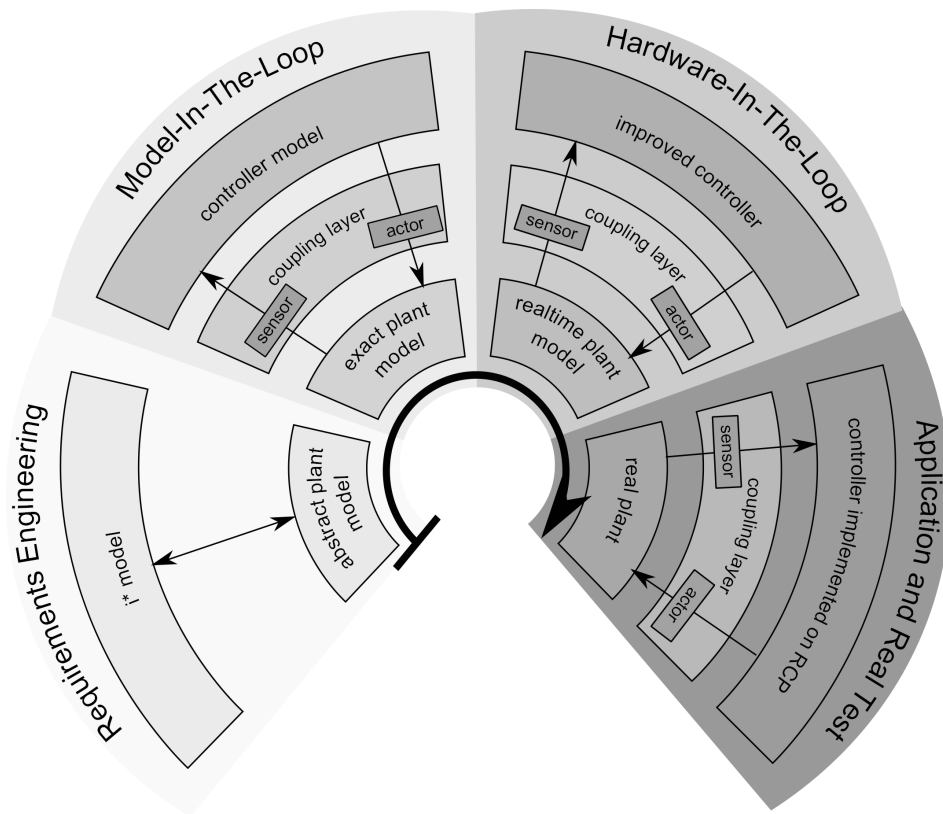 Requirements Engineering
i* model
abstract plant
model
Model-In-The-Loop
controller model
coupling layer
actor
sensor
exact plant
model
Hardware-In-The-Loop
improved controller
coupling layer
sensor
actor
realtime plant
model
Application and Real Test
controller implemented on RCP
coupling layer
sensor
actor
real plant